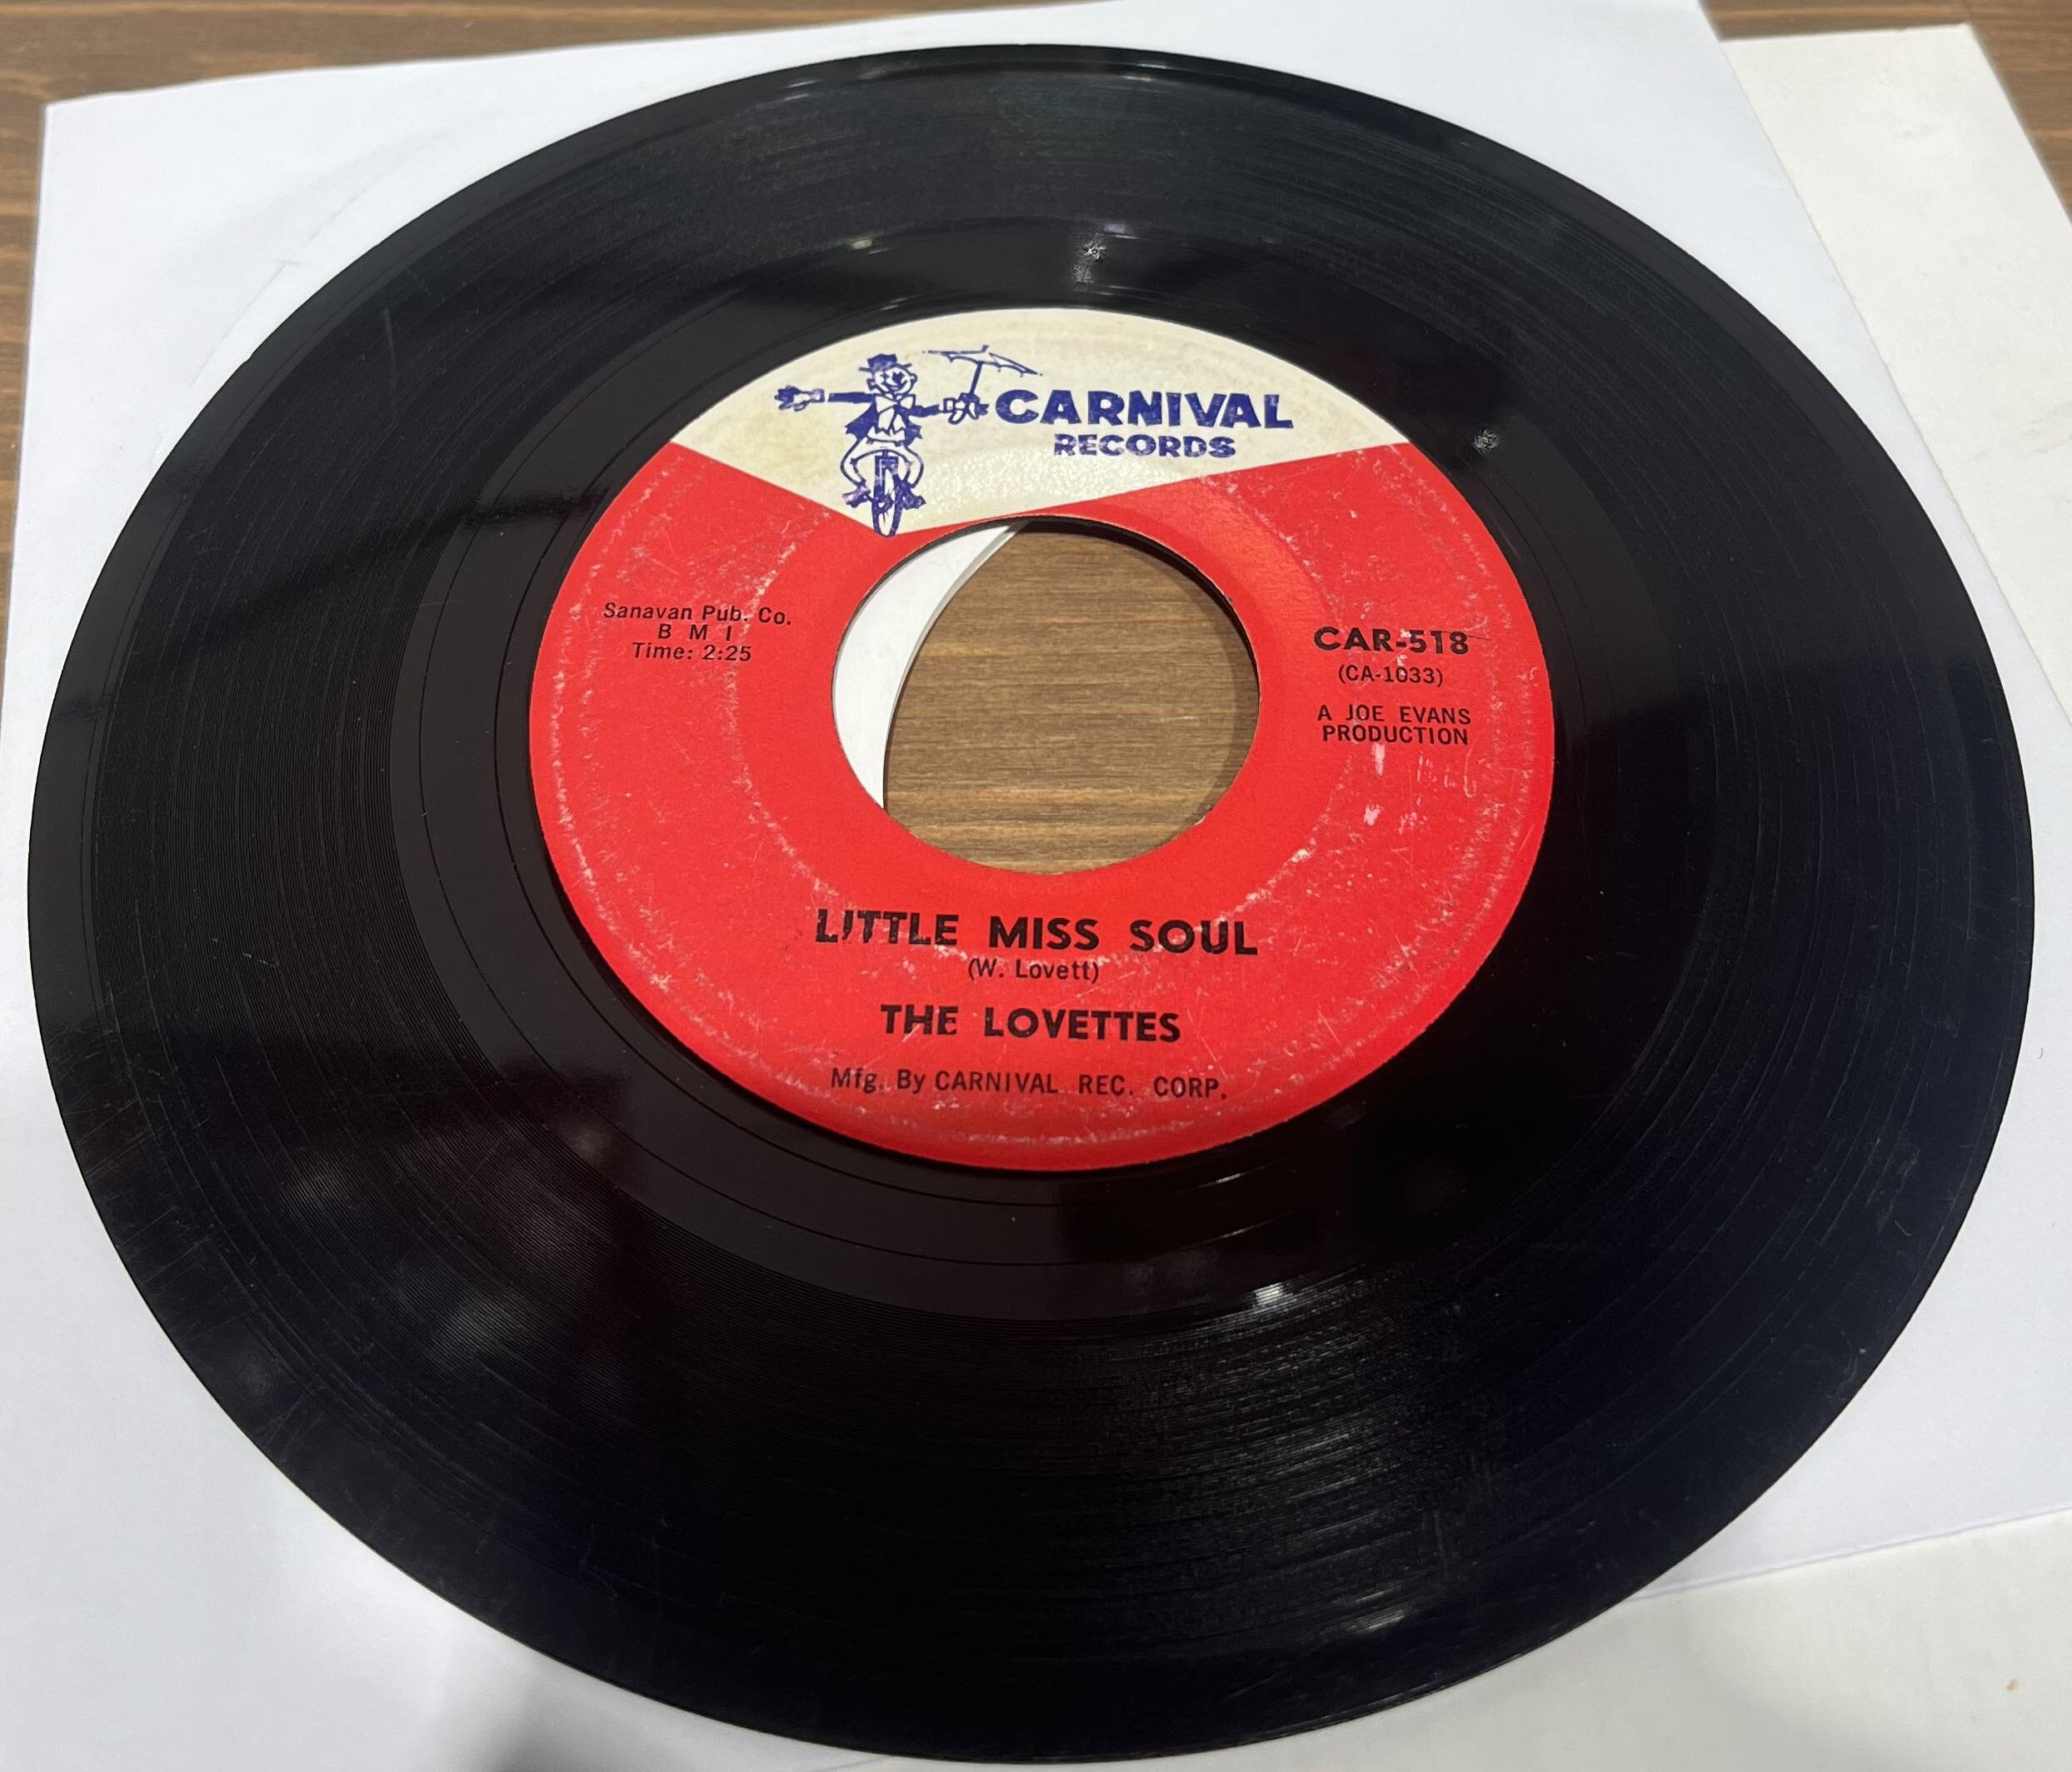 CARNIVAL
RECORDS
Sanavan Pub. Co.
B M I
Time: 2:25
CAR-518
(CA-1033)
A JOE EVANS
PRODUCTION
LITTLE MISS SOUL
(W. Lovett)
THE LOVETTES
Mfg. By CARNIVAL REC. CORP.